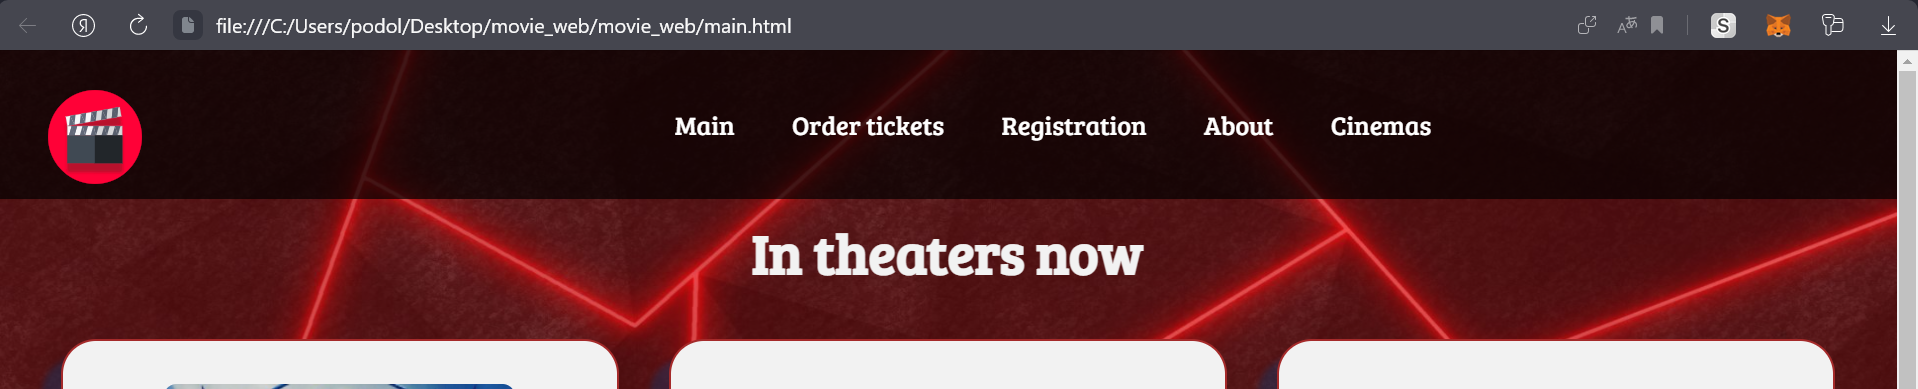 file:///C:/Users/podol/Desktop/movie_web/movie_web/main.html
Main Order tickets Registration About Cinemas
In theaters now